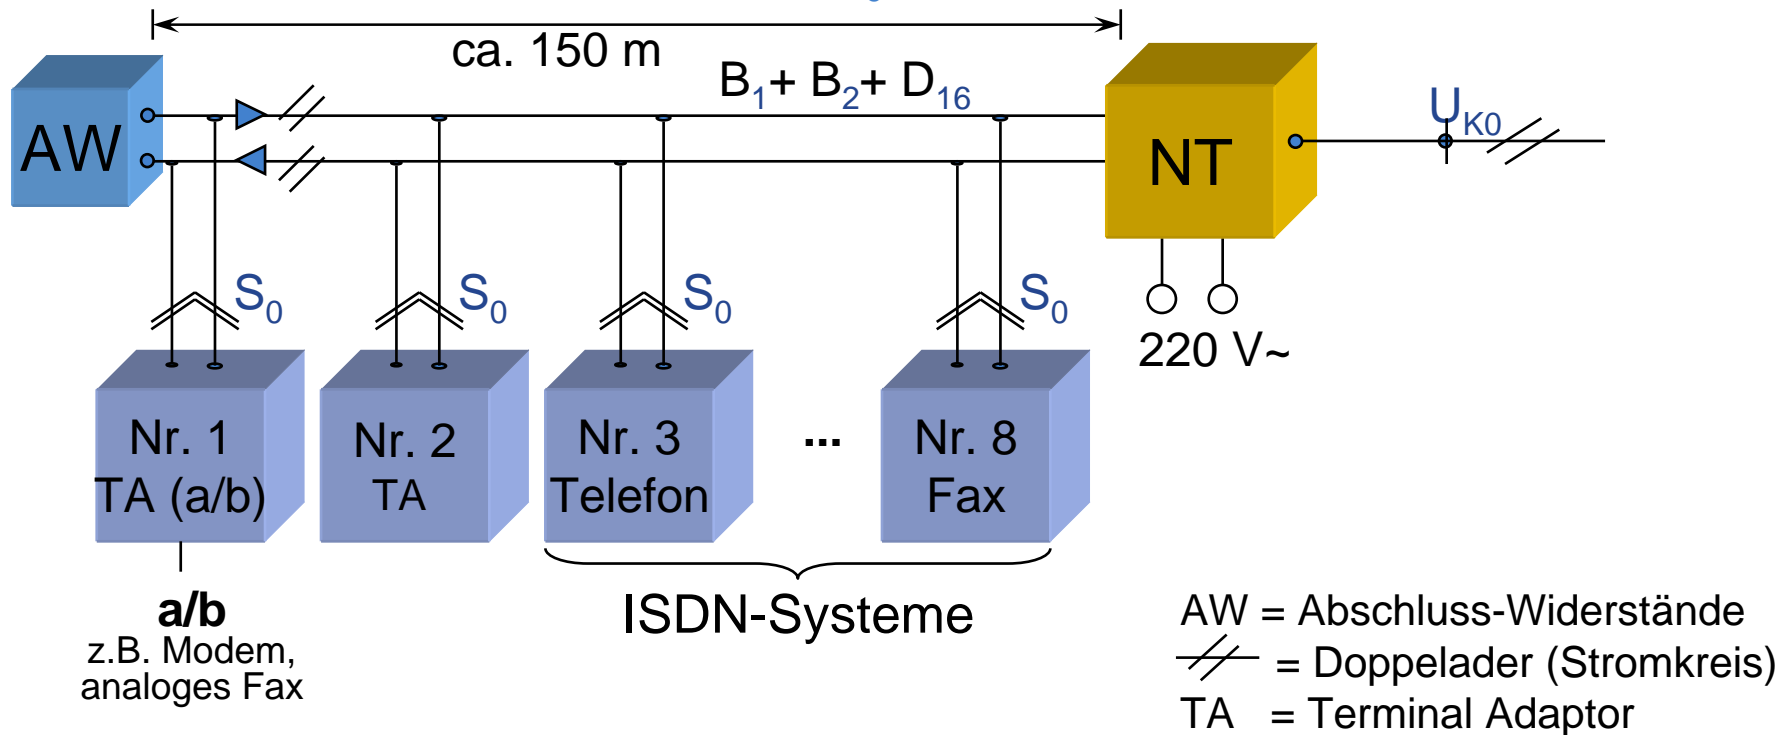 ca. 150 m
B1+ B2+ D16
AW
NT
UK0
S0 S0 S0 S0
220 V~
Nr. 1
TA (a/b)
Nr. 2
TA
Nr. 3
Telefon
...
Nr. 8
Fax
a/b
z.B. Modem,
analoges Fax
ISDN-Systeme
AW = Abschluss-Widerstände
= Doppelader (Stromkreis)
TA = Terminal Adaptor